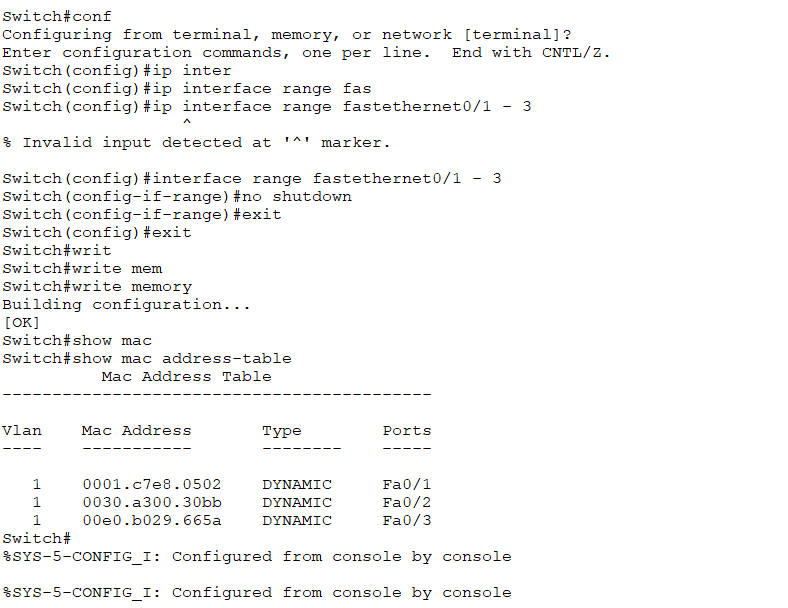 Switch#conf
Configuring from terminal, memory, or network [terminal]?
Enter configuration commands, one per line.  End with CNTL/Z.
Switch(config)#ip inter
Switch(config)#ip interface range fas
Switch(config)#ip interface range fastethernet0/1 - 3
                  ^
% Invalid input detected at '^' marker.

Switch(config)#interface range fastethernet0/1 - 3
Switch(config-if-range)#no shutdown
Switch(config-if-range)#exit
Switch(config)#exit
Switch#writ
Switch#write mem
Switch#write memory
Building configuration...
[OK]
Switch#show mac
Switch#show mac address-table
          Mac Address Table
-------------------------------------------

Vlan    Mac Address       Type        Ports
----    -----------       --------    -----

   1    0001.c7e8.0502    DYNAMIC     Fa0/1
   1    0030.a300.30bb    DYNAMIC     Fa0/2
   1    00e0.b029.665a    DYNAMIC     Fa0/3
Switch#
%SYS-5-CONFIG_I: Configured from console by console

%SYS-5-CONFIG_I: Configured from console by console